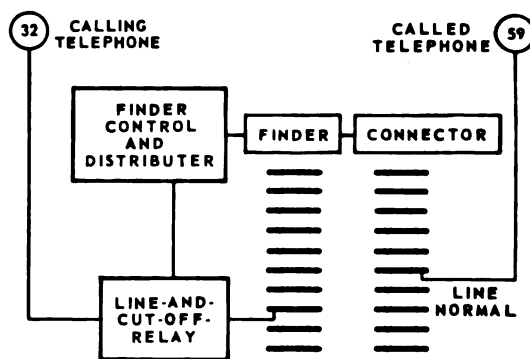 32
CALLING
TELEPHONE
CALLED
TELEPHONE
59
FINDER
CONTROL
AND
DISTRIBUTER
FINDER
CONNECTOR
LINE-AND-
CUT-OFF-
RELAY
LINE
NORMAL